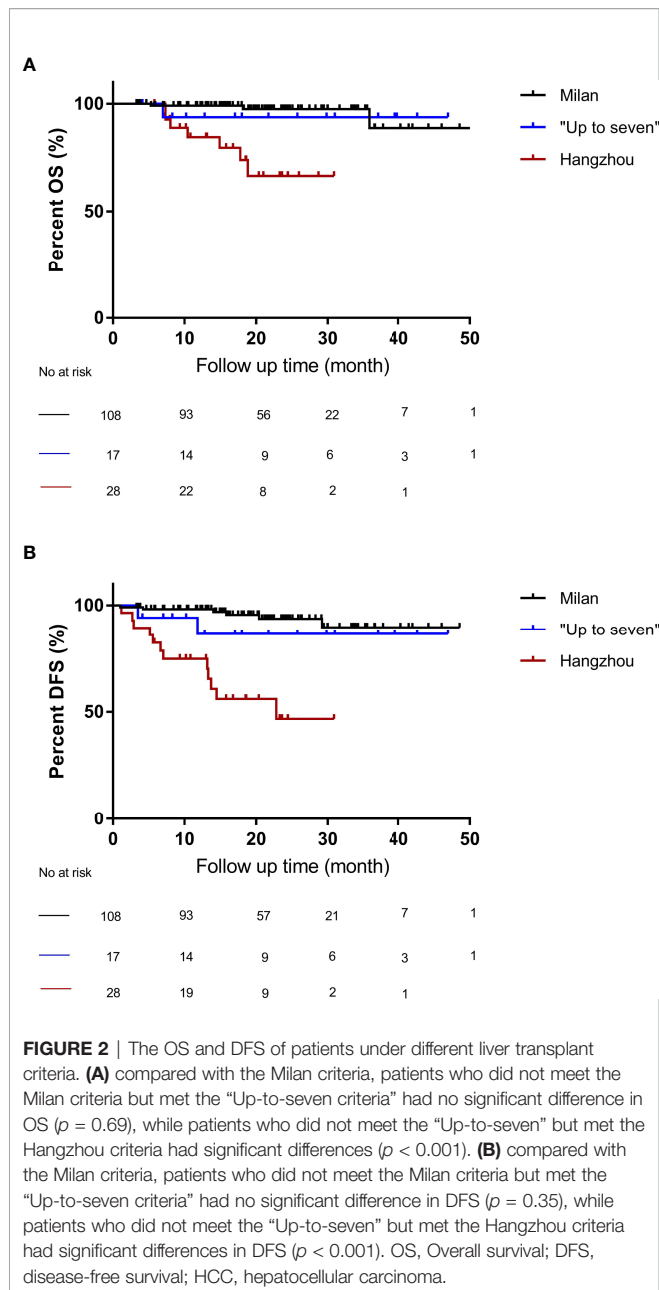 A
100
50
0
Percent OS (%)
0 10 20 30 40 50
Follow up time (month)
Milan
"Up to seven"
Hangzhou
No at risk
108 93 56 22 7 1
17 14 9 6 3 1
28 22 8 2 1
B
100
50
0
Percent DFS (%)
0 10 20 30 40 50
Follow up time (month)
Milan
"Up to seven"
Hangzhou
No at risk
108 93 57 21 7 1
17 14 9 6 3 1
28 19 9 2 1
FIGURE 2 | The OS and DFS of patients under different liver transplant
criteria. (A) compared with the Milan criteria, patients who did not meet the
Milan criteria but met the “Up-to-seven criteria” had no significant difference in
OS (p = 0.69), while patients who did not meet the “Up-to-seven” but met the
Hangzhou criteria had significant differences (p < 0.001). (B) compared with
the Milan criteria, patients who did not meet the Milan criteria but met the
“Up-to-seven criteria” had no significant difference in DFS (p = 0.35), while
patients who did not meet the “Up-to-seven” but met the Hangzhou criteria
had significant differences in DFS (p < 0.001). OS, Overall survival; DFS,
disease-free survival; HCC, hepatocellular carcinoma.